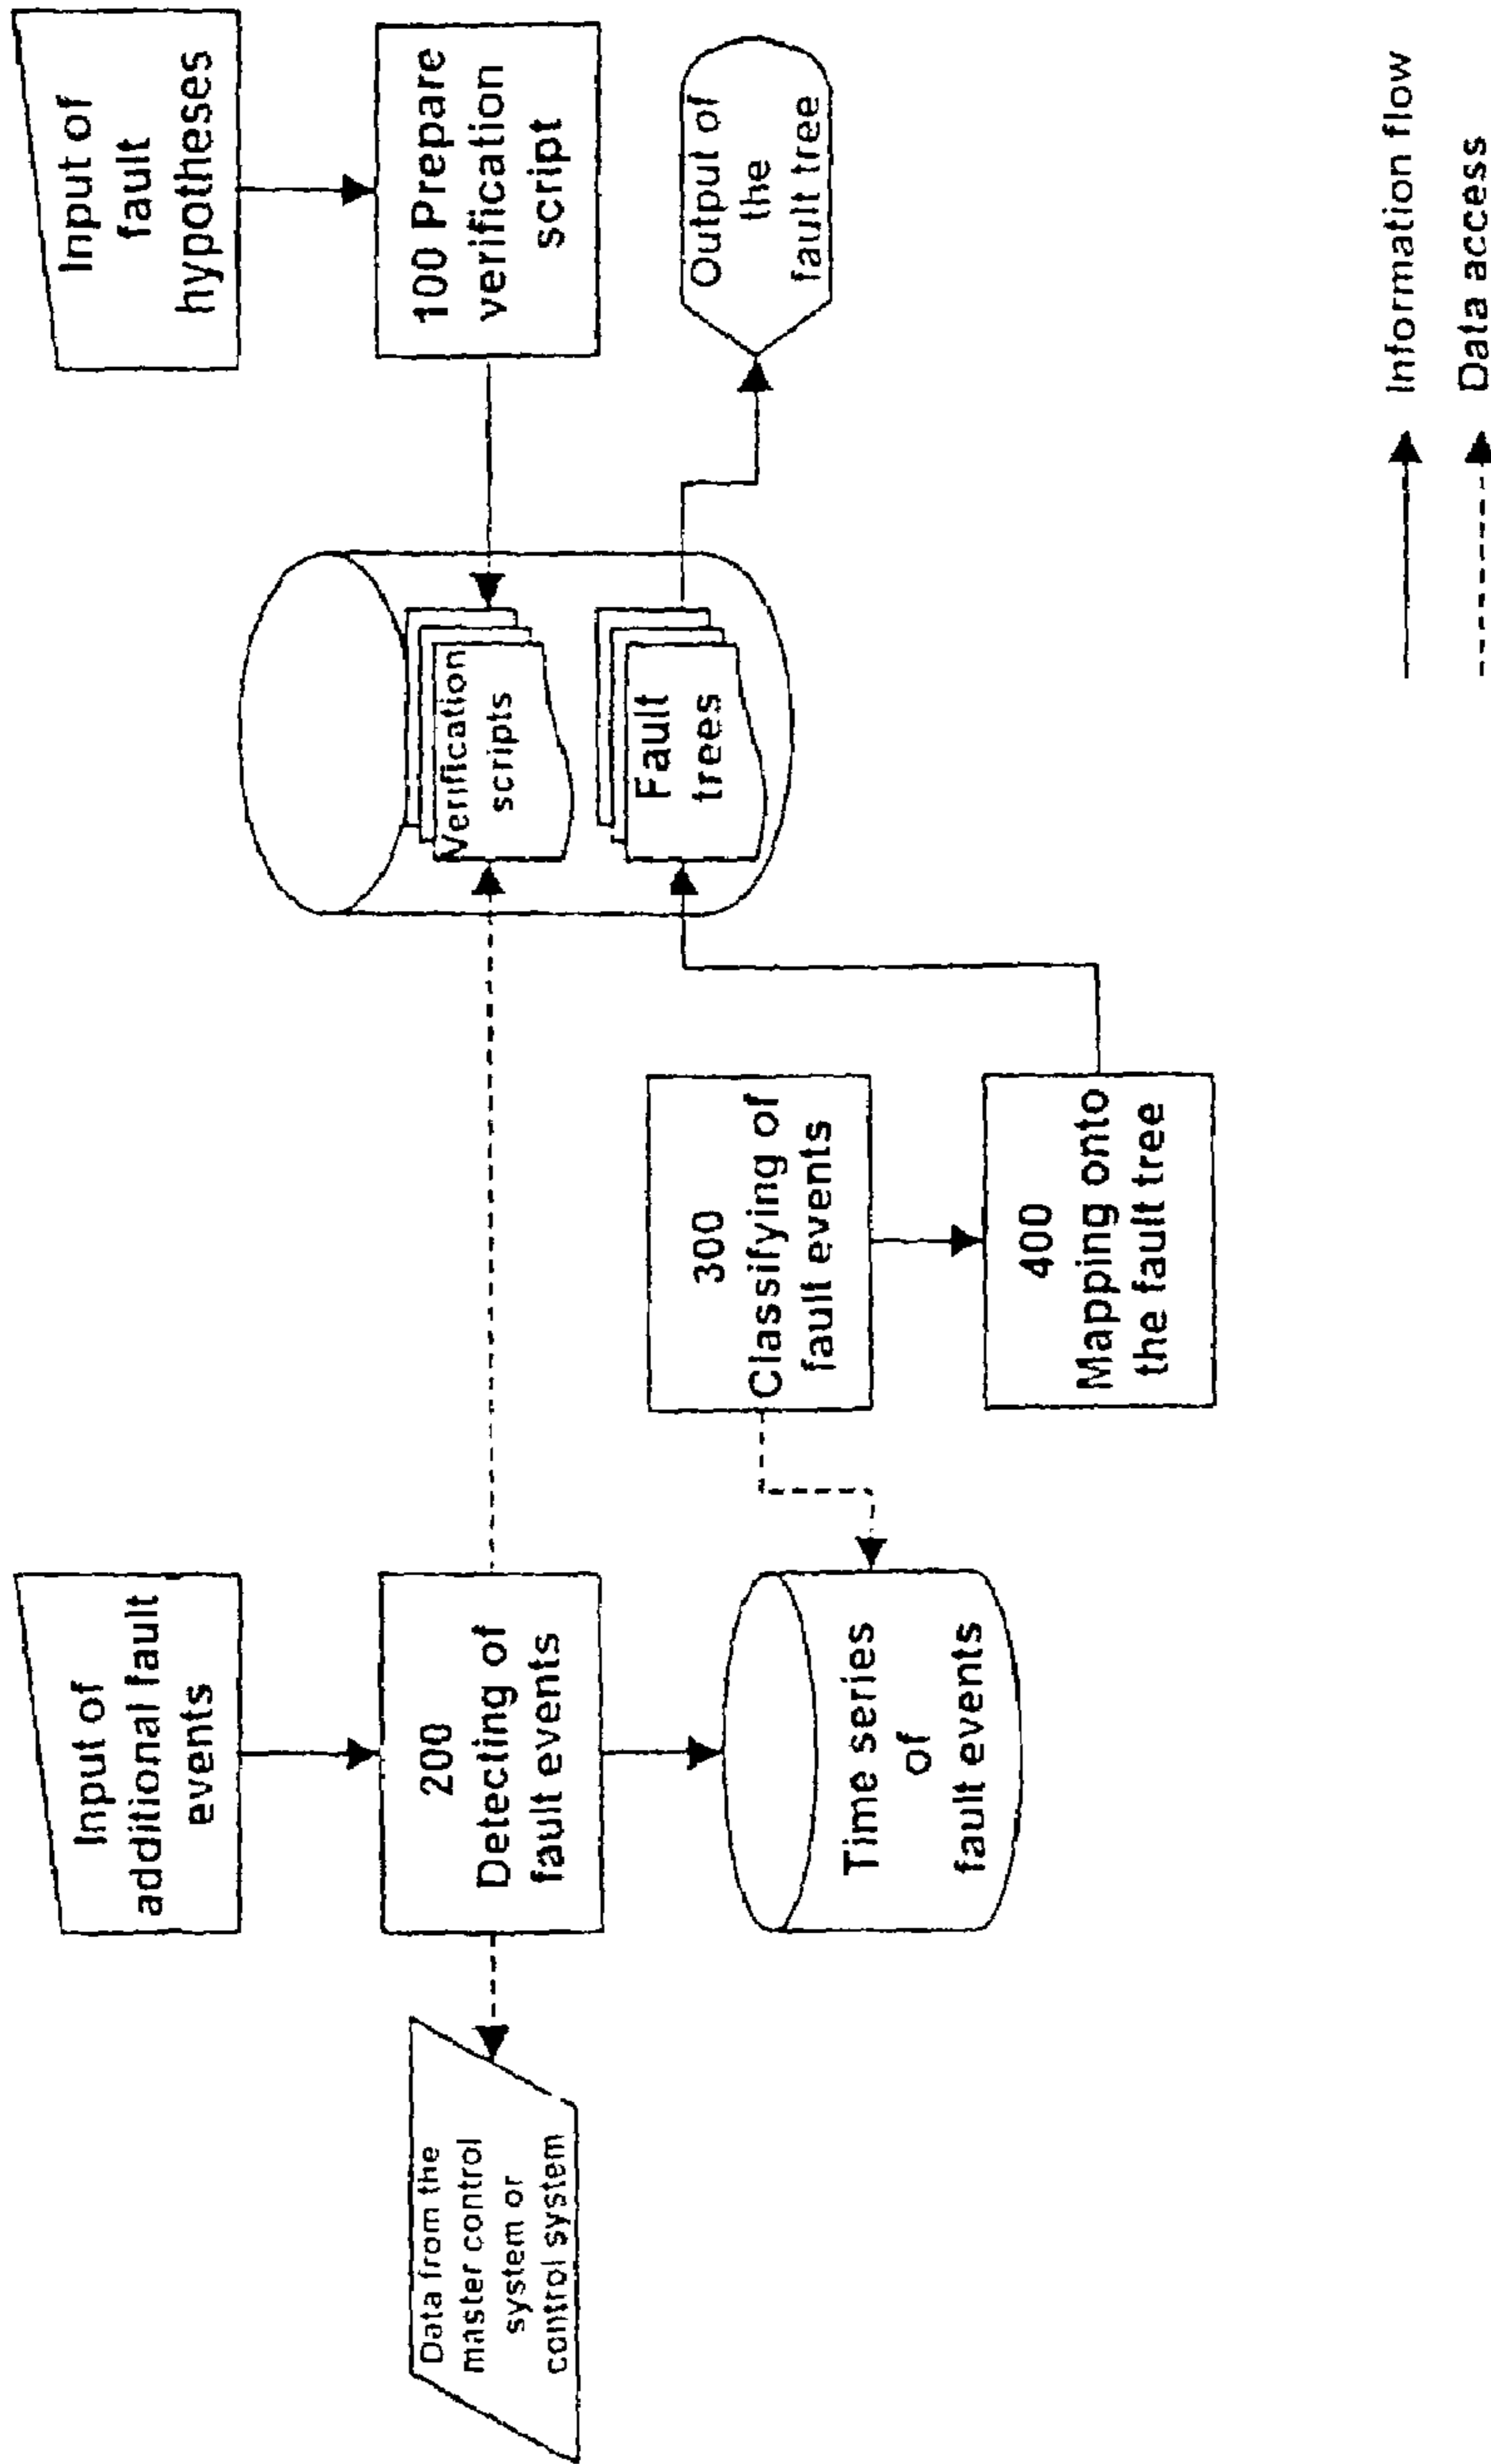 Input of
additional fault
events
Input of
fault
hypotheses
Data from the
master control
system or
control system
200
Detecting of
fault events
Verification
scripts
100 Prepare
verification
script
Time series
of
fault events
300
Classifying of
fault events
Fault
trees
Output of
the
fault tree
400
Mapping onto
the fault tree
Information flow
Data access